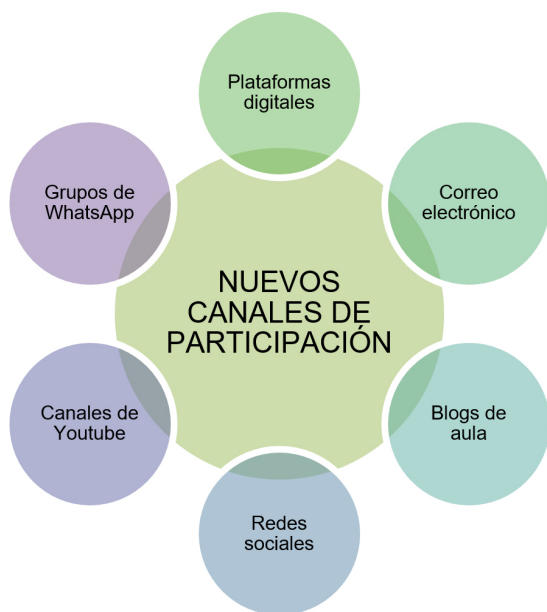 Plataformas
digitales
Grupos de
WhatsApp
Correo
electrónico
NUEVOS
CANALES DE
PARTICIPACIÓN
Canales de
Youtube
Blogs de
aula
Redes
sociales